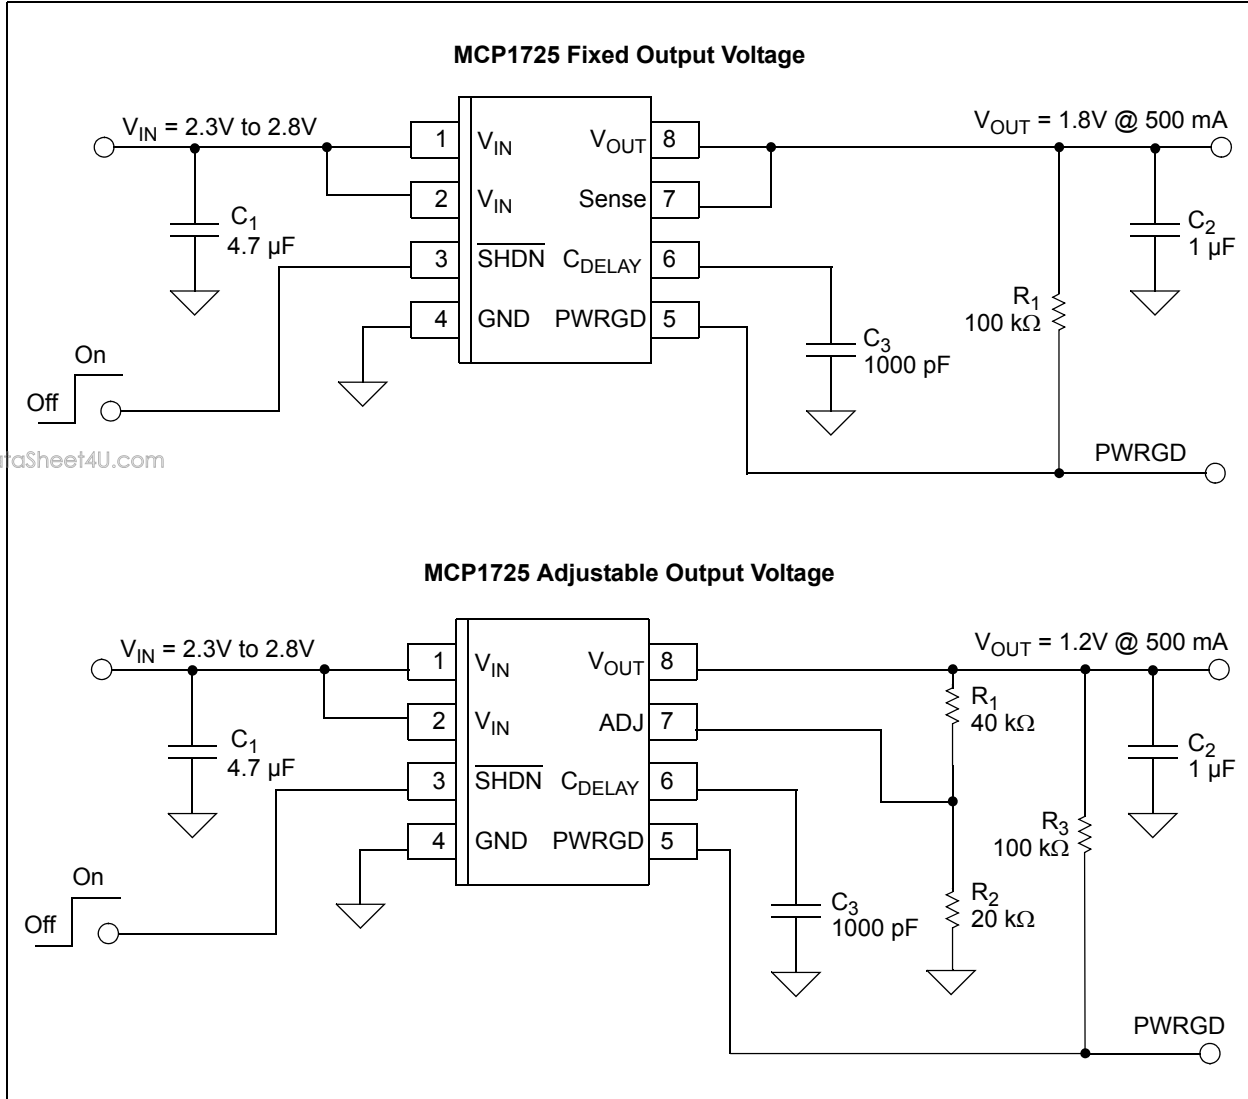 MCP1725 Fixed Output Voltage
VIN = 2.3V to 2.8V
VOUT = 1.8V @ 500 mA
1 VIN VOUT 8
2 VIN Sense 7
3 SHDN CDELAY 6
4 GND PWRGD 5
C1
4.7 µF
C2
1 µF
R1
100 kΩ
C3
1000 pF
On
Off
PWRGD
taSheet4U.com
MCP1725 Adjustable Output Voltage
VIN = 2.3V to 2.8V
VOUT = 1.2V @ 500 mA
1 VIN VOUT 8
2 VIN ADJ 7
3 SHDN CDELAY 6
4 GND PWRGD 5
C1
4.7 µF
R1
40 kΩ
C2
1 µF
R3
100 kΩ
On
Off
C3
1000 pF
R2
20 kΩ
PWRGD